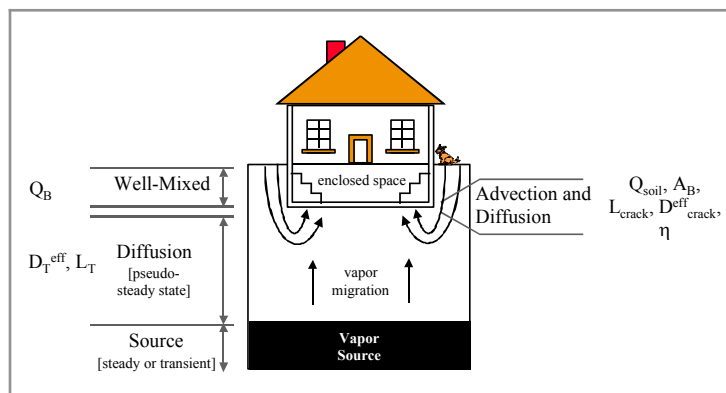 Q_B
Well-Mixed
enclosed space
Advection and
Diffusion
Q_soil, A_B,
L_crack, D^eff_crack,
η
D_T^eff, L_T
Diffusion
[pseudo-
steady state]
vapor
migration
Source
[steady or transient]
Vapor
Source